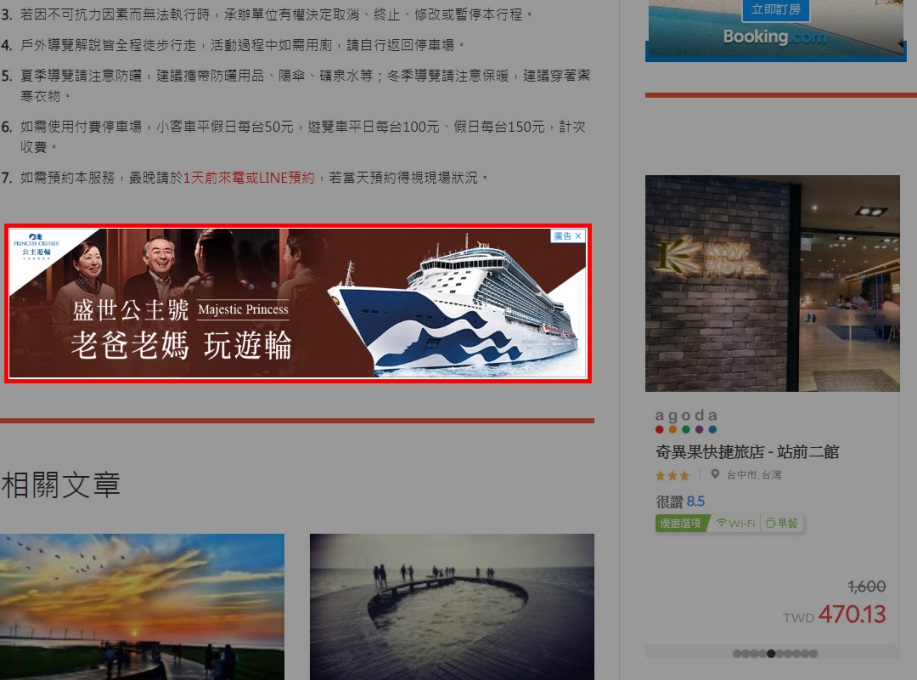 3. 若因不可抗力因素而無法執行時，承辦單位有權決定取消、終止、修改或暫停本行程。
4. 戶外導覽解說皆全程徒步行走，活動過程中如需用廁，請自行返回停車場。
5. 夏季導覽請注意防曬，建議攜帶防曬用品、陽傘、礦泉水等；冬季導覽請注意保暖，建議穿著禦
寒衣物。
6. 如需使用付費停車場，小客車平假日每台50元，遊覽車平日每台100元、假日每台150元，計次
收費。
7. 如需預約本服務，最晚請於1天前來電或LINE預約，若當天預約得視現場狀況。
PRINCESS CRUISES
公主遊輪
廣告 ×
盛世公主號 Majestic Princess
老爸老媽 玩遊輪
相關文章
立即訂房
Booking.com
HOTEL
agoda
奇異果快捷旅店 - 站前二館
台中市, 台灣
很讚 8.5
優惠選項 Wi-Fi 早餐
1,600
TWD 470.13